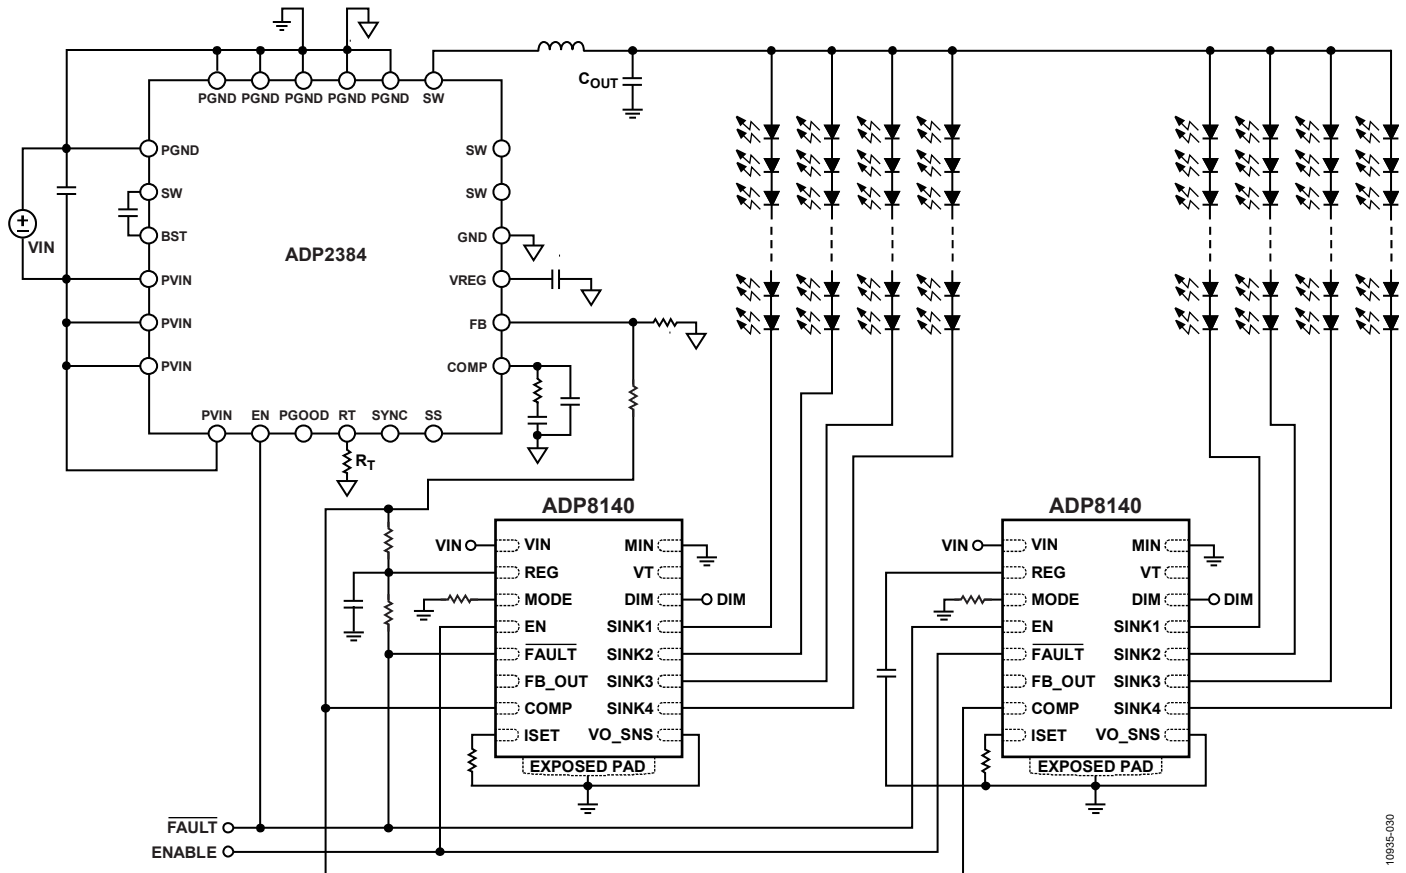 PGND PGND PGND PGND PGND SW
C_OUT
PGND
SW
BST
PVIN
PVIN
PVIN
VIN
ADP2384
SW
SW
GND
VREG
FB
COMP
PVIN EN PGOOD RT SYNC SS
R_T
ADP8140
VIN
VIN
REG
MODE
EN
FAULT
FB_OUT
COMP
ISET
MIN
VT
DIM
DIM
SINK1
SINK2
SINK3
SINK4
VO_SNS
EXPOSED PAD
ADP8140
VIN
VIN
REG
MODE
EN
FAULT
FB_OUT
COMP
ISET
MIN
VT
DIM
DIM
SINK1
SINK2
SINK3
SINK4
VO_SNS
EXPOSED PAD
FAULT
ENABLE
10935-030